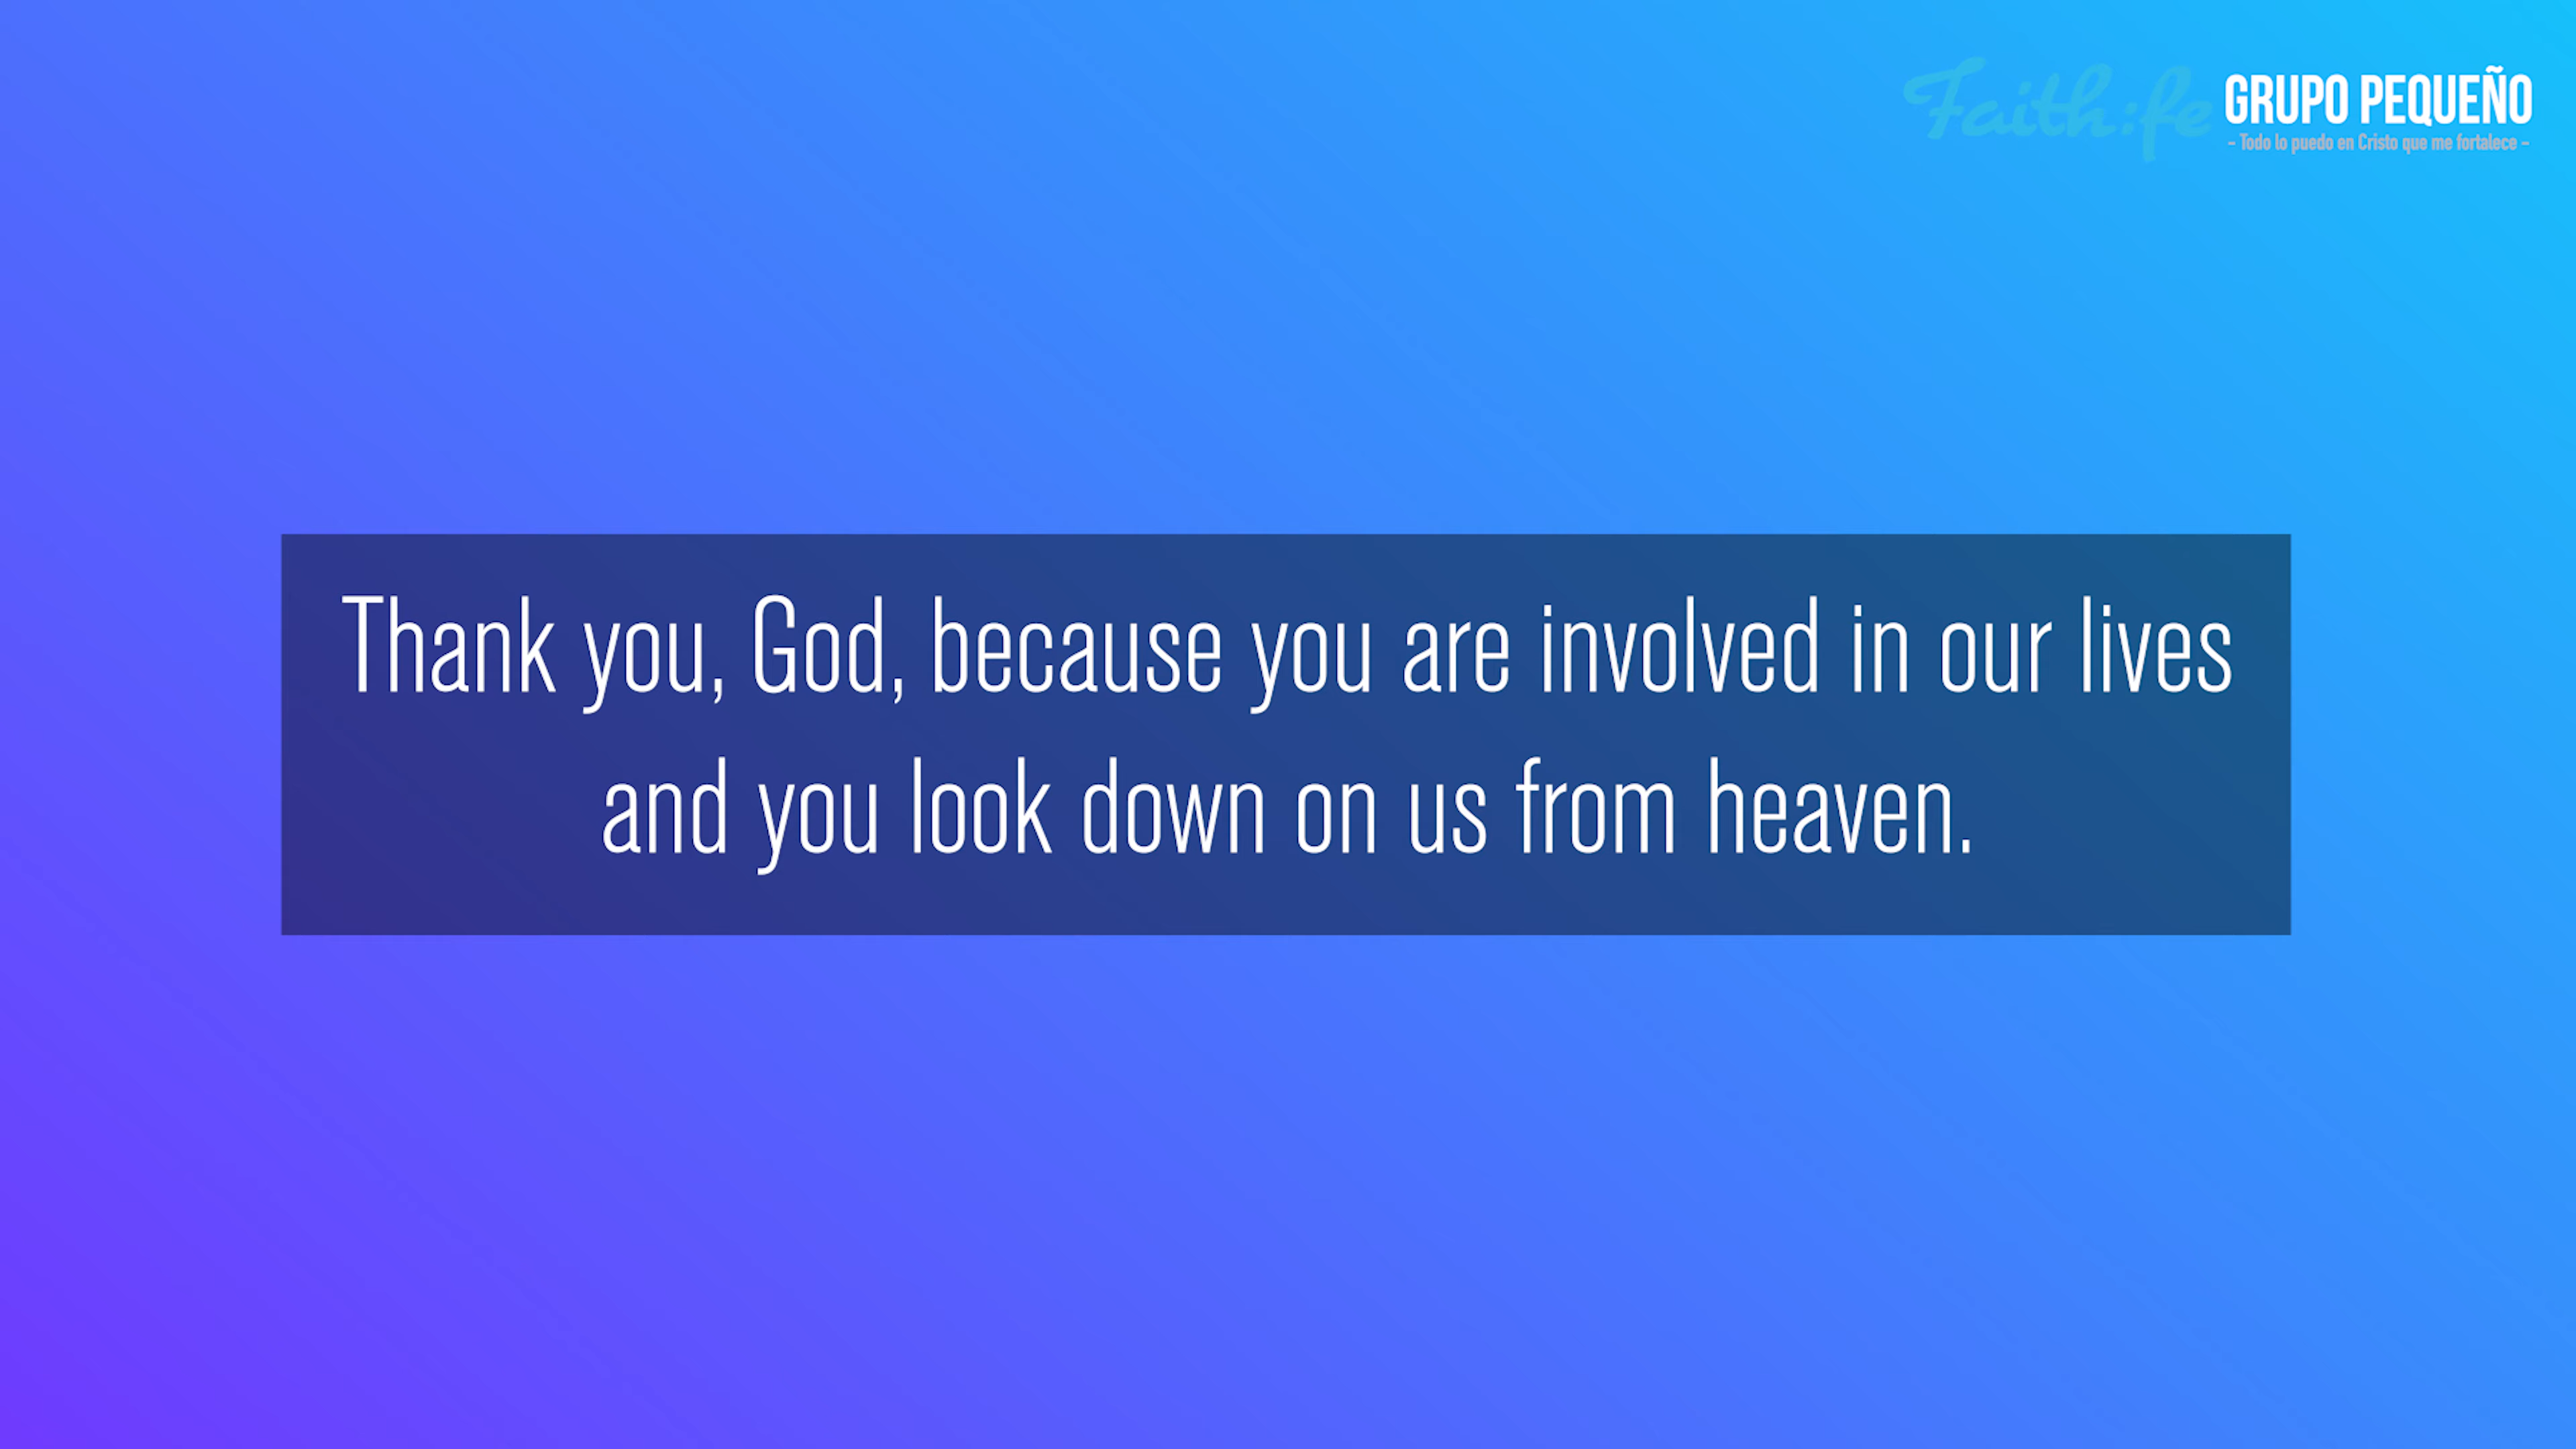 Faith:fe GRUPO PEQUEÑO
- Todo lo puedo en Cristo que me fortalece -
Thank you, God, because you are involved in our lives
and you look down on us from heaven.